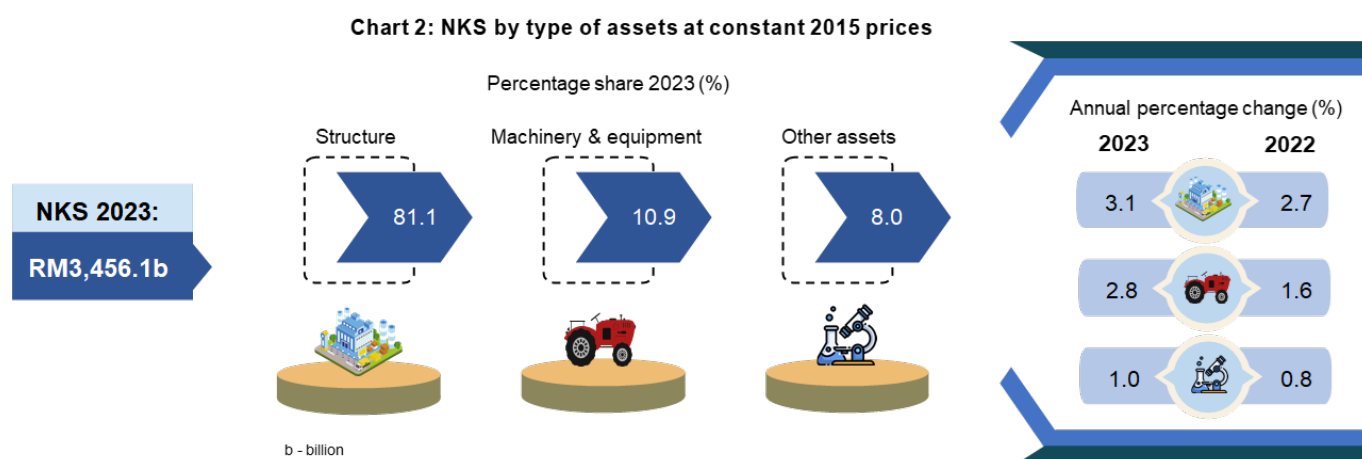 Chart 2: NKS by type of assets at constant 2015 prices
Percentage share 2023 (%)
Structure
Machinery & equipment
Other assets
NKS 2023:
RM3,456.1b
81.1
10.9
8.0
b - billion
Annual percentage change (%)
2023 2022
3.1 2.7
2.8 1.6
1.0 0.8